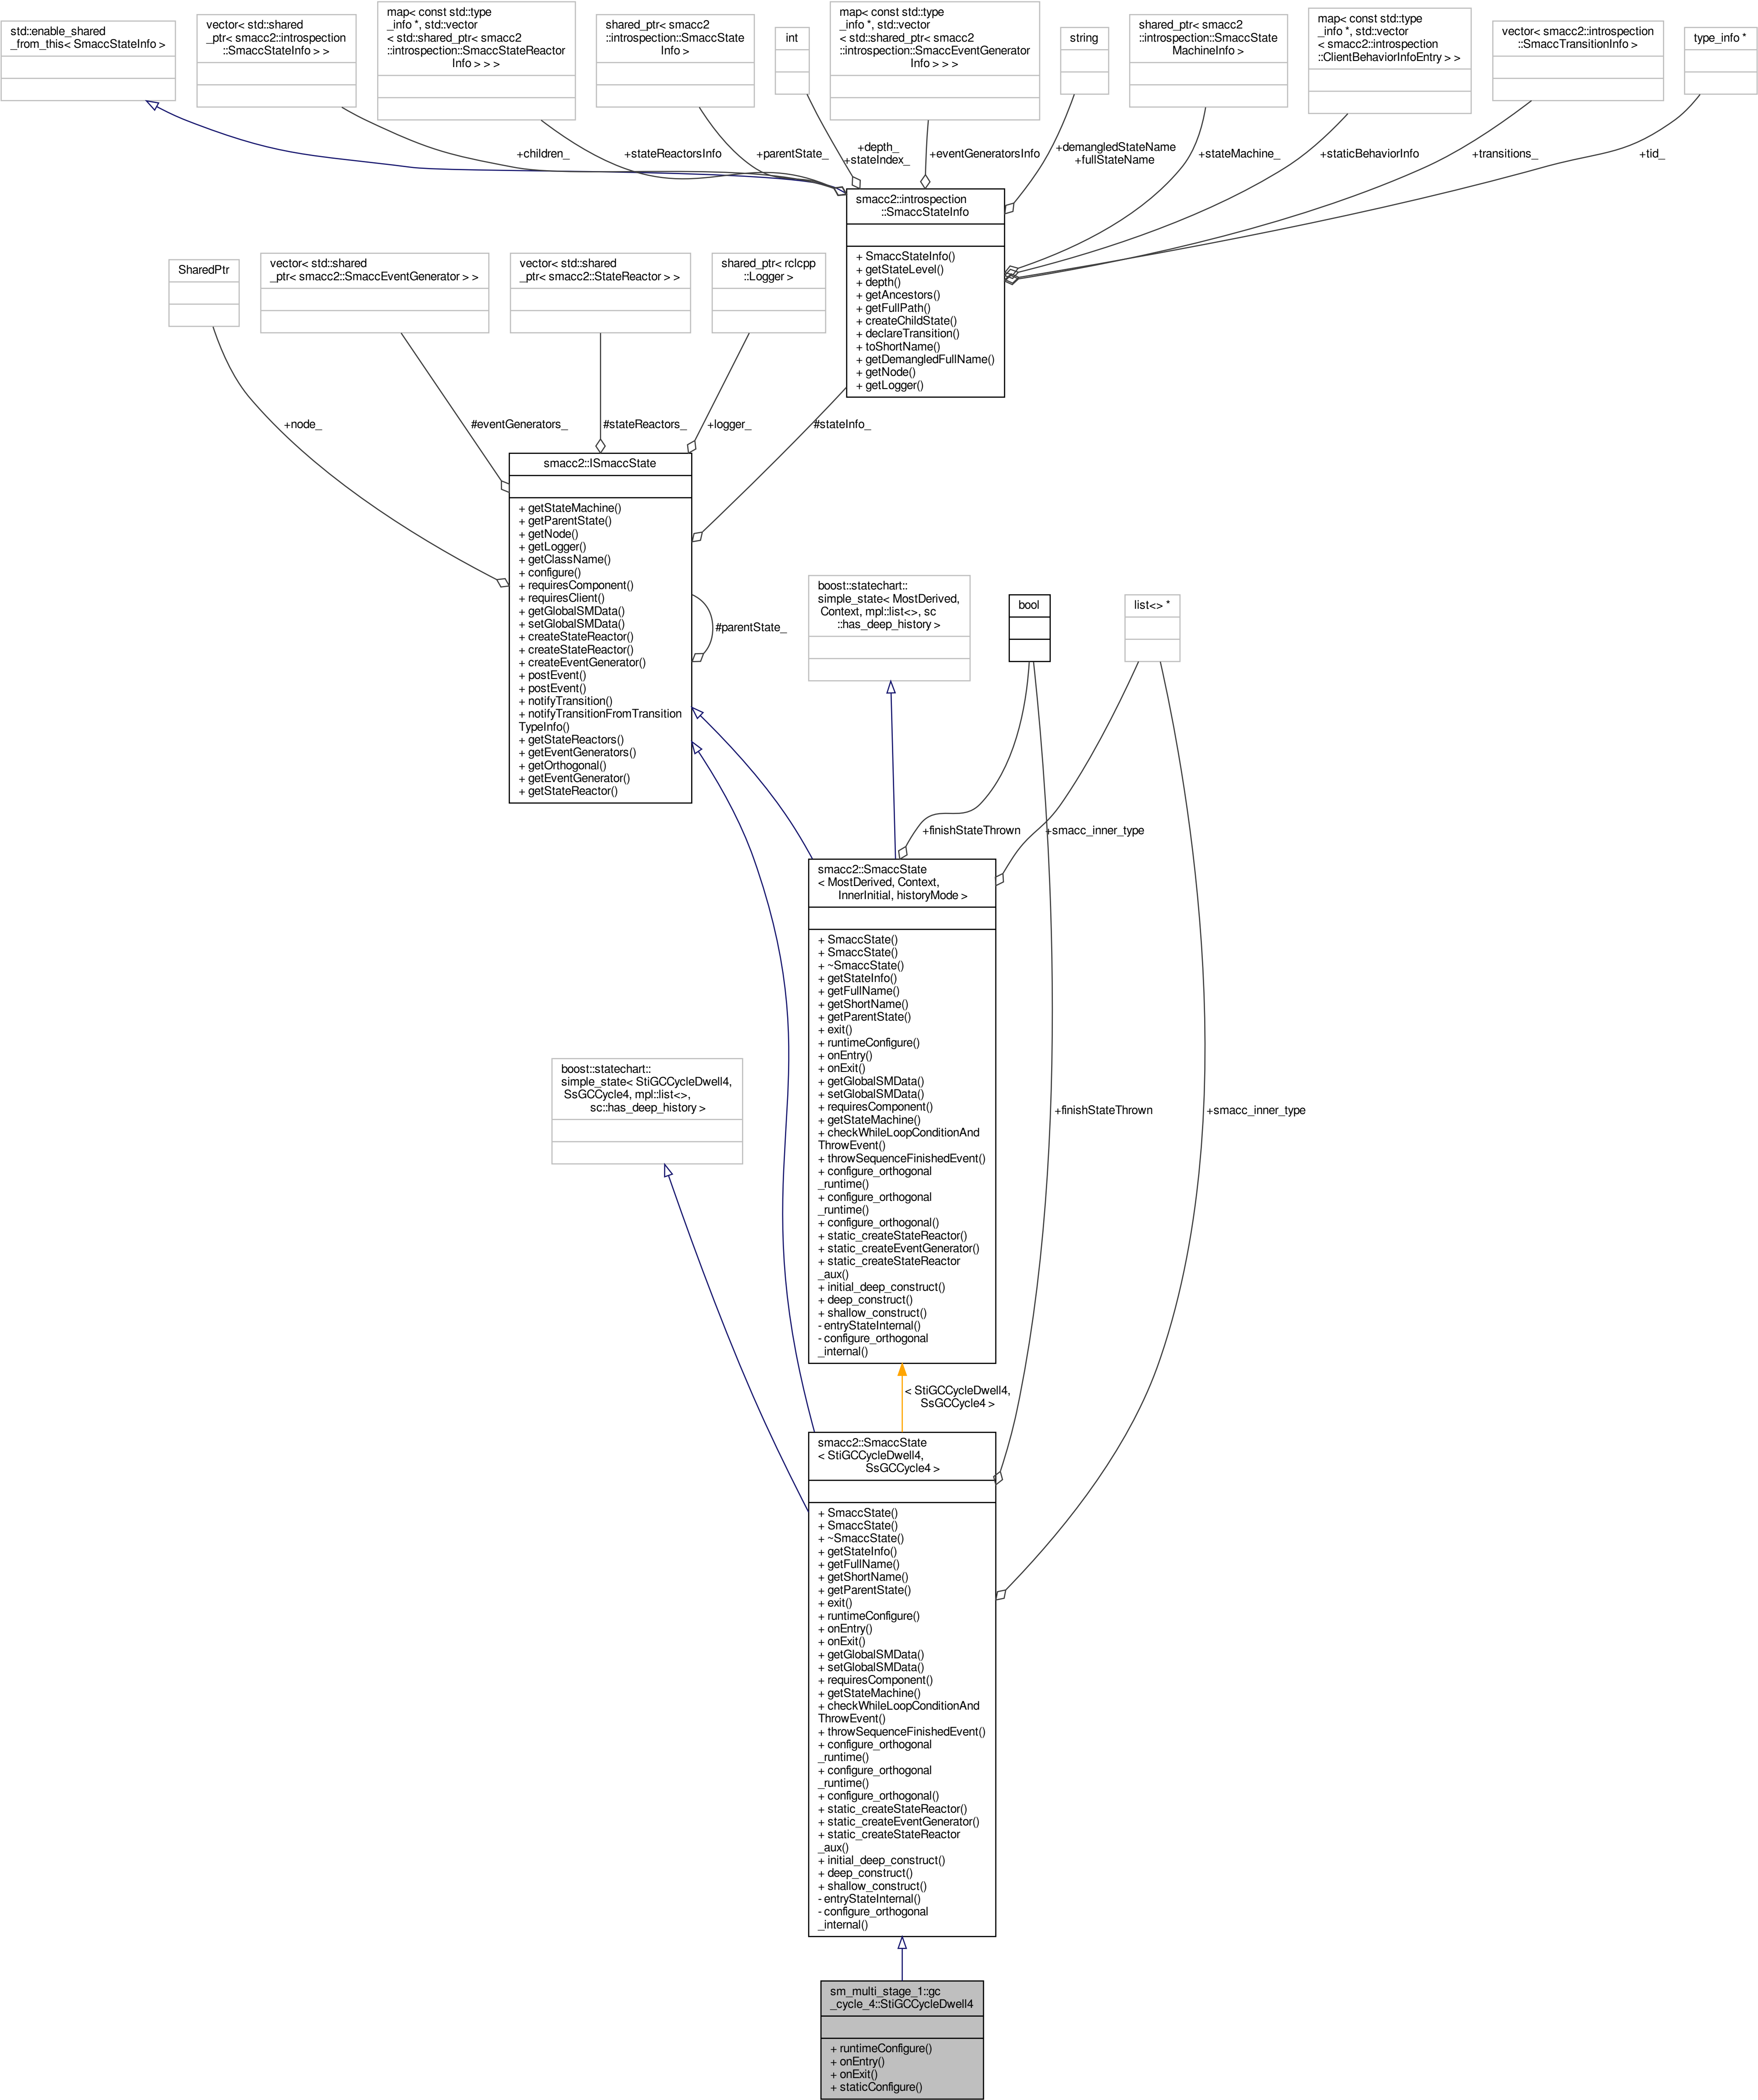 std::enable_shared
_from_this< SmaccStateInfo >
vector< std::shared
_ptr< smacc2::introspection
::SmaccStateInfo > >
map< const std::type
_info *, std::vector
< std::shared_ptr< smacc2
::introspection::SmaccStateReactor
Info > > >
shared_ptr< smacc2
::introspection::SmaccState
Info >
int
map< const std::type
_info *, std::vector
< std::shared_ptr< smacc2
::introspection::SmaccEventGenerator
Info > > >
string
shared_ptr< smacc2
::introspection::SmaccState
MachineInfo >
map< const std::type
_info *, std::vector
< smacc2::introspection
::ClientBehaviorInfoEntry > >
vector< smacc2::introspection
::SmaccTransitionInfo >
type_info *
+children_
+stateReactorsInfo
+parentState_
+depth_
+stateIndex_
+eventGeneratorsInfo
+demangledStateName
+fullStateName
+stateMachine_
+staticBehaviorInfo
+transitions_
+tid_
smacc2::introspection
::SmaccStateInfo
+ SmaccStateInfo()
+ getStateLevel()
+ depth()
+ getAncestors()
+ getFullPath()
+ createChildState()
+ declareTransition()
+ toShortName()
+ getDemangledFullName()
+ getNode()
+ getLogger()
SharedPtr
vector< std::shared
_ptr< smacc2::SmaccEventGenerator > >
vector< std::shared
_ptr< smacc2::StateReactor > >
shared_ptr< rclcpp
::Logger >
+node_
#eventGenerators_
#stateReactors_
+logger_
#stateInfo_
smacc2::ISmaccState
+ getStateMachine()
+ getParentState()
+ getNode()
+ getLogger()
+ getClassName()
+ configure()
+ requiresComponent()
+ requiresClient()
+ getGlobalSMData()
+ setGlobalSMData()
+ createStateReactor()
+ createStateReactor()
+ createEventGenerator()
+ postEvent()
+ postEvent()
+ notifyTransition()
+ notifyTransitionFromTransition
TypeInfo()
+ getStateReactors()
+ getEventGenerators()
+ getOrthogonal()
+ getEventGenerator()
+ getStateReactor()
#parentState_
boost::statechart::
simple_state< MostDerived,
Context, mpl::list<>, sc
::has_deep_history >
bool
list<> *
+finishStateThrown
+smacc_inner_type
smacc2::SmaccState
< MostDerived, Context,
InnerInitial, historyMode >
+ SmaccState()
+ SmaccState()
+ ~SmaccState()
+ getStateInfo()
+ getFullName()
+ getShortName()
+ getParentState()
+ exit()
+ runtimeConfigure()
+ onEntry()
+ onExit()
+ getGlobalSMData()
+ setGlobalSMData()
+ requiresComponent()
+ getStateMachine()
+ checkWhileLoopConditionAnd
ThrowEvent()
+ throwSequenceFinishedEvent()
+ configure_orthogonal
_runtime()
+ configure_orthogonal
_runtime()
+ configure_orthogonal()
+ static_createStateReactor()
+ static_createEventGenerator()
+ static_createStateReactor
_aux()
+ initial_deep_construct()
+ deep_construct()
+ shallow_construct()
- entryStateInternal()
- configure_orthogonal
_internal()
boost::statechart::
simple_state< StiGCCycleDwell4,
SsGCCycle4, mpl::list<>,
sc::has_deep_history >
+finishStateThrown
+smacc_inner_type
< StiGCCycleDwell4,
SsGCCycle4 >
smacc2::SmaccState
< StiGCCycleDwell4,
SsGCCycle4 >
+ SmaccState()
+ SmaccState()
+ ~SmaccState()
+ getStateInfo()
+ getFullName()
+ getShortName()
+ getParentState()
+ exit()
+ runtimeConfigure()
+ onEntry()
+ onExit()
+ getGlobalSMData()
+ setGlobalSMData()
+ requiresComponent()
+ getStateMachine()
+ checkWhileLoopConditionAnd
ThrowEvent()
+ throwSequenceFinishedEvent()
+ configure_orthogonal
_runtime()
+ configure_orthogonal
_runtime()
+ configure_orthogonal()
+ static_createStateReactor()
+ static_createEventGenerator()
+ static_createStateReactor
_aux()
+ initial_deep_construct()
+ deep_construct()
+ shallow_construct()
- entryStateInternal()
- configure_orthogonal
_internal()
sm_multi_stage_1::gc
_cycle_4::StiGCCycleDwell4
+ runtimeConfigure()
+ onEntry()
+ onExit()
+ staticConfigure()